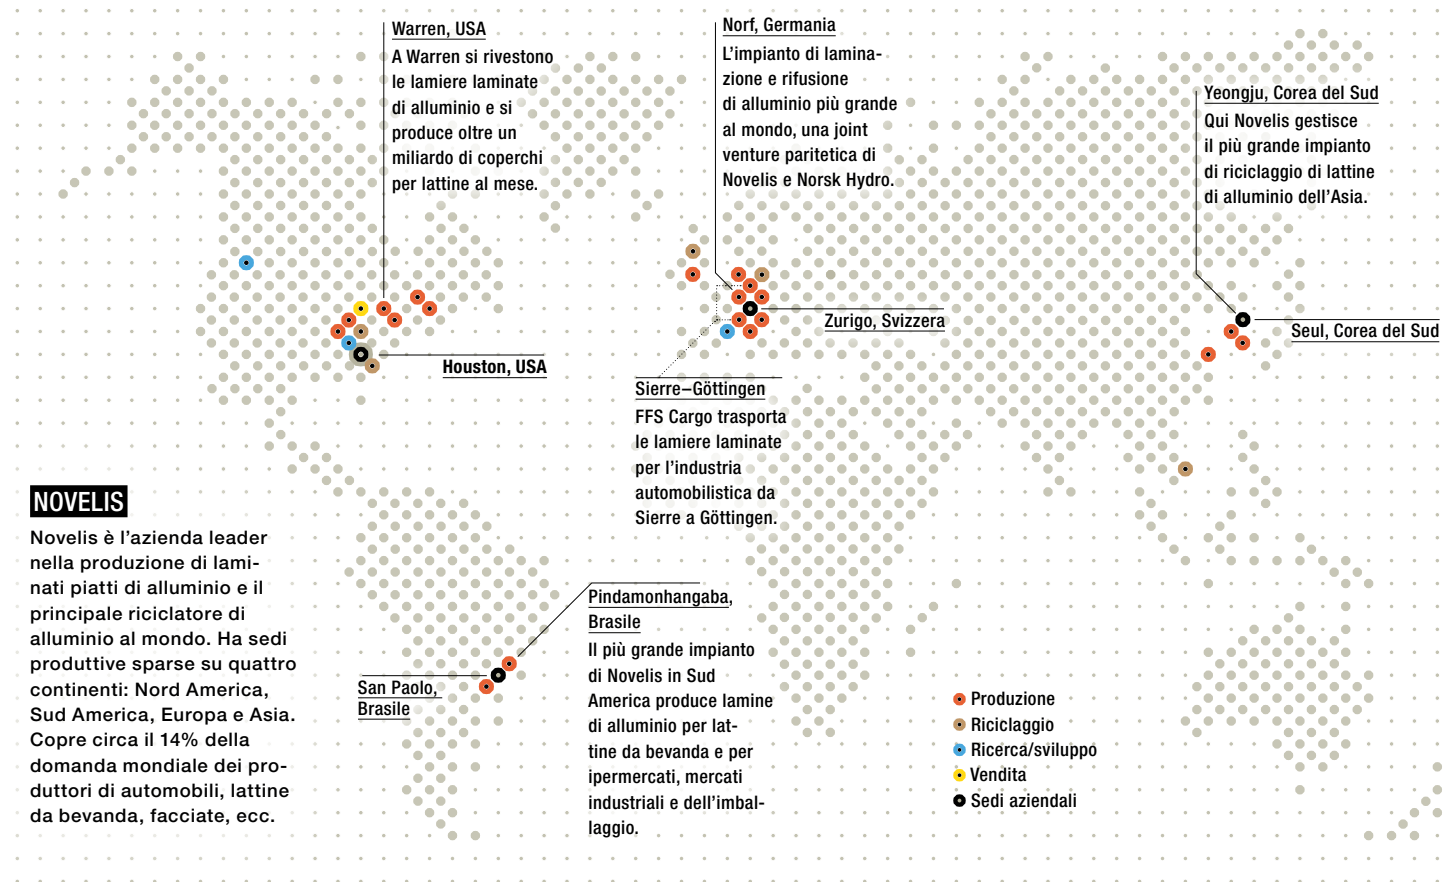 Warren, USA
A Warren si rivestono
le lamiere laminate
di alluminio e si
produce oltre un
miliardo di coperchi
per lattine al mese.
Norf, Germania
L'impianto di lamina-
zione e rifusione
di alluminio più grande
al mondo, una joint
venture paritetica di
Novelis e Norsk Hydro.
Yeongju, Corea del Sud
Qui Novelis gestisce
il più grande impianto
di riciclaggio di lattine
di alluminio dell'Asia.
Zurigo, Svizzera
Seul, Corea del Sud
Houston, USA
Sierre–Göttingen
FFS Cargo trasporta
le lamiere laminate
per l'industria
automobilistica da
Sierre a Göttingen.
NOVELIS
Novelis è l'azienda leader
nella produzione di lami-
nati piatti di alluminio e il
principale riciclatore di
alluminio al mondo. Ha sedi
produttive sparse su quattro
continenti: Nord America,
Sud America, Europa e Asia.
Copre circa il 14% della
domanda mondiale dei pro-
duttori di automobili, lattine
da bevanda, facciate, ecc.
San Paolo,
Brasile
Pindamonhangaba,
Brasile
Il più grande impianto
di Novelis in Sud
America produce lamine
di alluminio per lat-
tine da bevanda e per
ipermercati, mercati
industriali e dell'imbal-
laggio.
Produzione
Riciclaggio
Ricerca/sviluppo
Vendita
Sedi aziendali